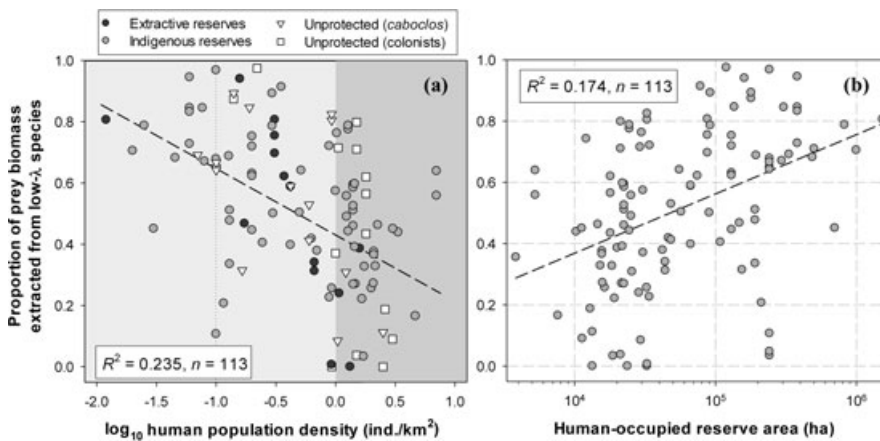 Extractive reserves
Indigenous reserves
Unprotected (caboclos)
Unprotected (colonists)
Proportion of prey biomass
extracted from low-λ species
1.0
0.8
0.6
0.4
0.2
0.0
(a)
R² = 0.235, n = 113
-2.0 -1.5 -1.0 -0.5 0.0 0.5 1.0
log₁₀ human population density (ind./km²)
1.0
0.8
0.6
0.4
0.2
0.0
R² = 0.174, n = 113
(b)
10⁴ 10⁵ 10⁶
Human-occupied reserve area (ha)